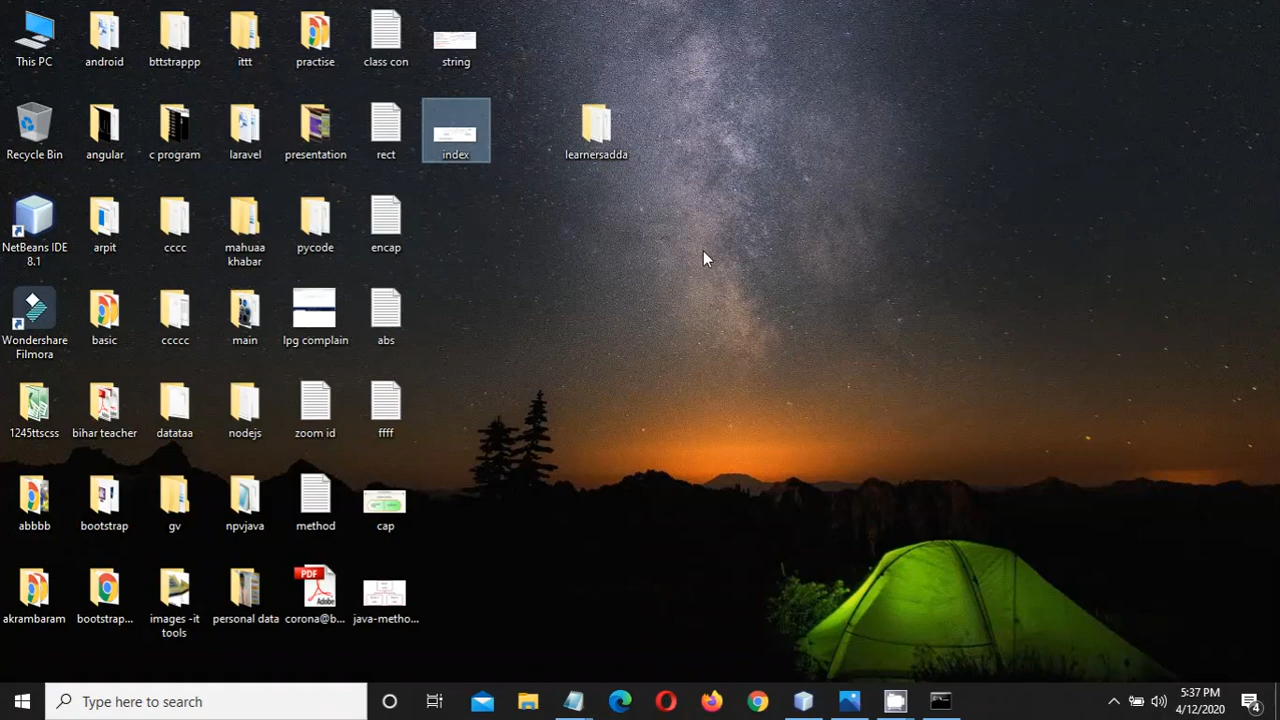 This PC
android
bttstrappp
ittt
practise
class con
string
Recycle Bin
angular
c program
laravel
presentation
rect
index
learnersadda
NetBeans IDE
8.1
arpit
cccc
mahuaa
khabar
pycode
encap
Wondershare
Filmora
basic
ccccc
main
lpg complain
abs
1245ttscss
bihar teacher
datataa
nodejs
zoom id
ffff
abbbb
bootstrap
gv
npvjava
method
cap
akrambaram
bootstrap...
images -it
tools
personal data
PDF
Adobe
corona@b...
java-metho...
Type here to search
:37 PM
4/12/2020
4